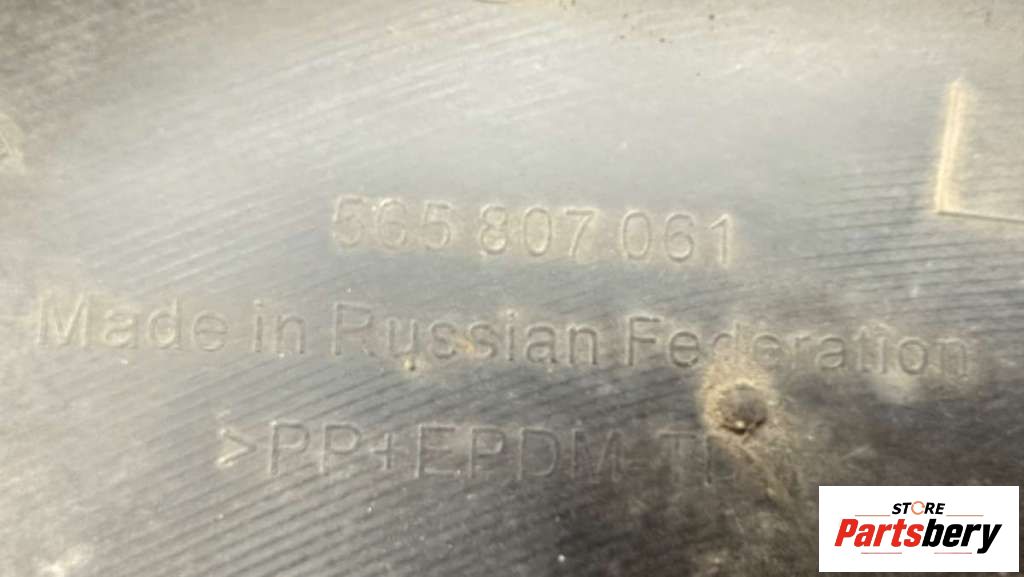 565 807 061
Made in Russian Federation
>PP+EPDM-T
STORE
Partsbery